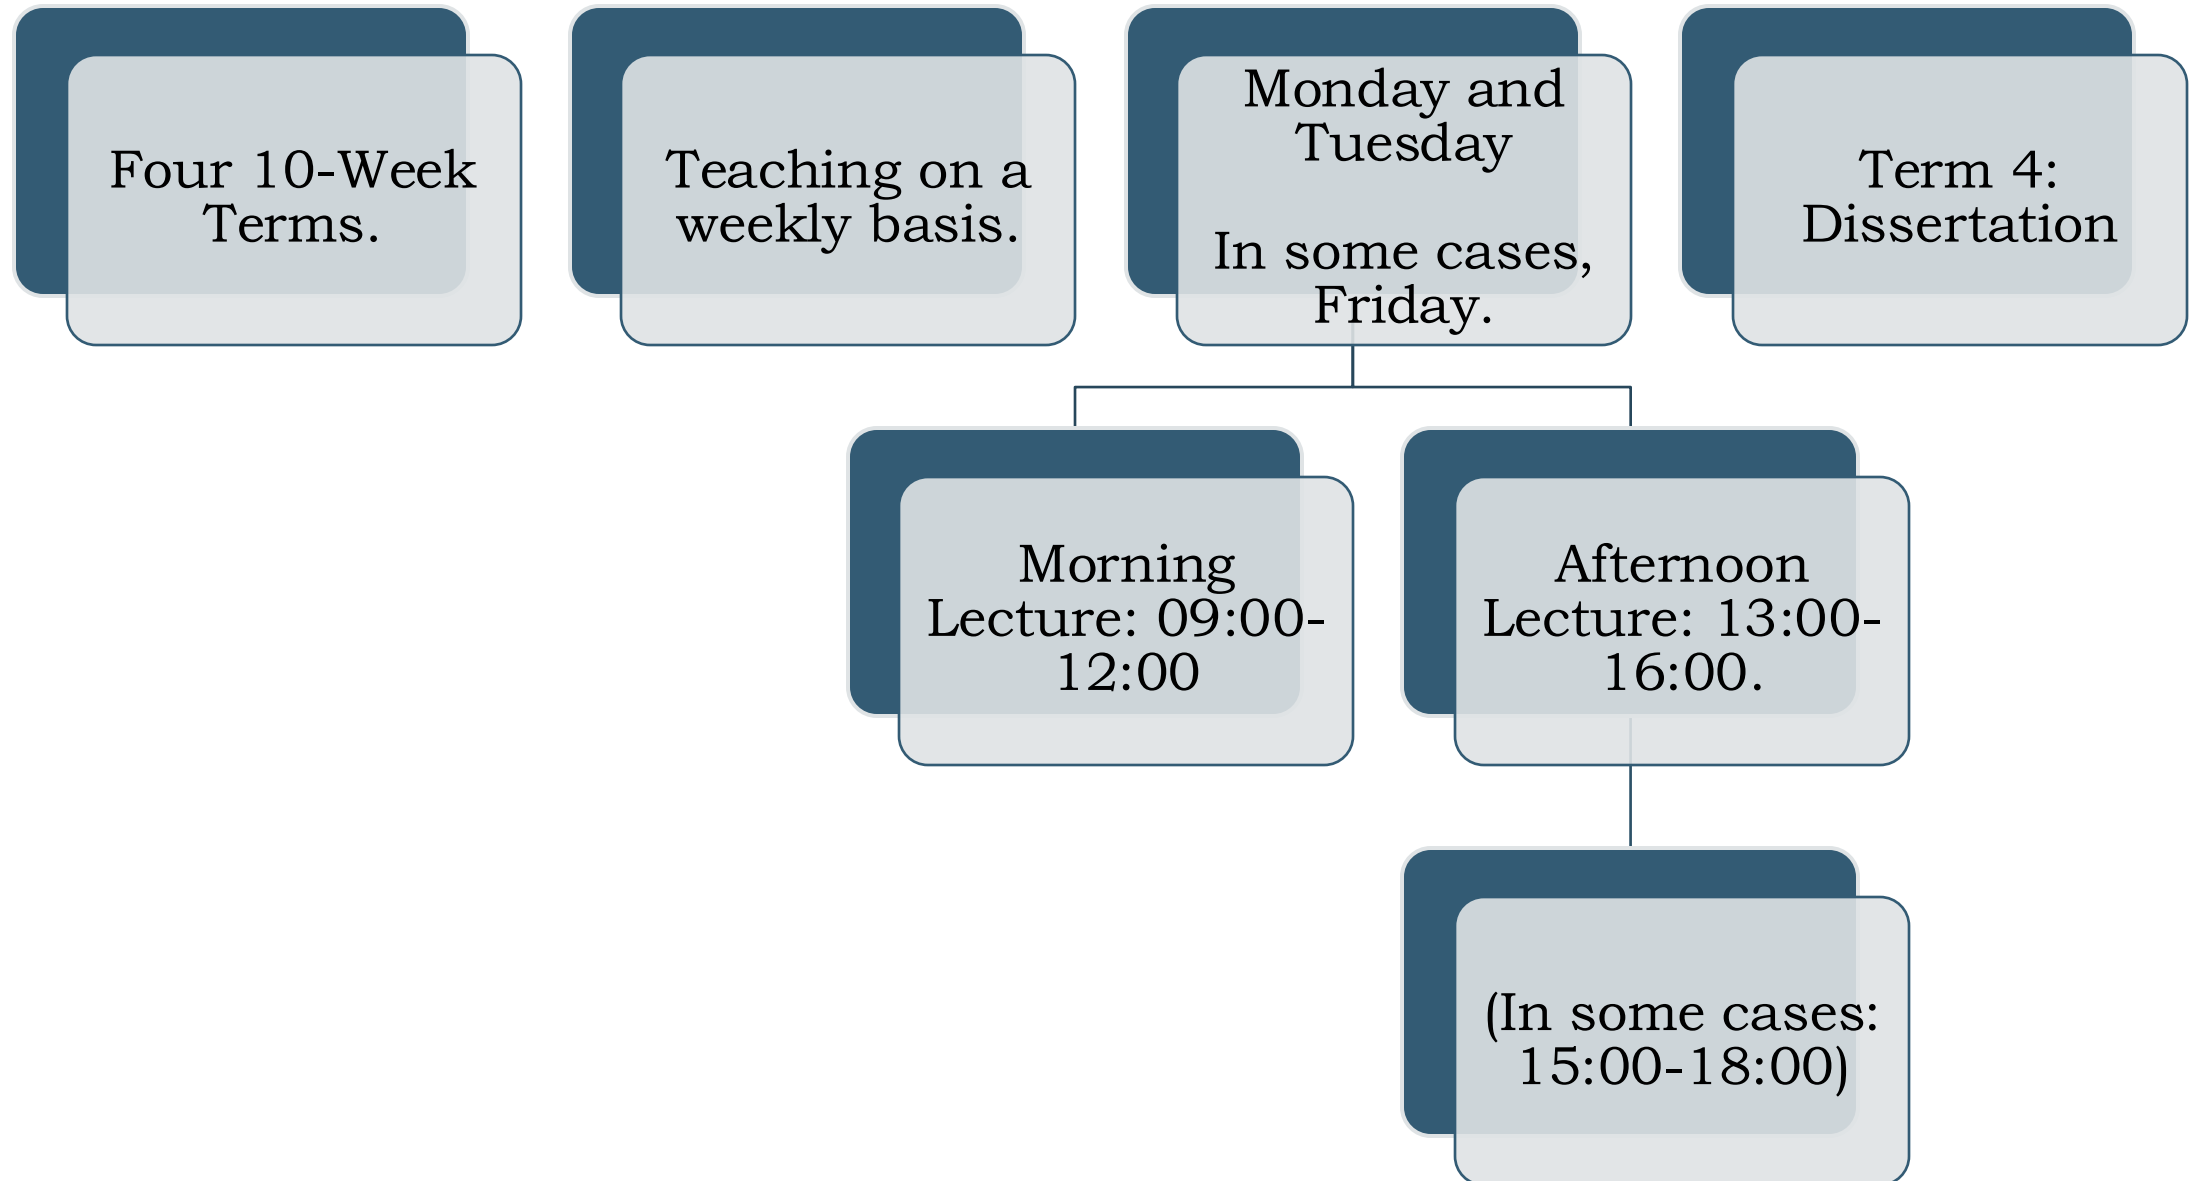 Four 10-Week
Terms.
Teaching on a
weekly basis.
Monday and
Tuesday
In some cases,
Friday.
Term 4:
Dissertation
Morning
Lecture: 09:00-
12:00
Afternoon
Lecture: 13:00-
16:00.
(In some cases:
15:00-18:00)